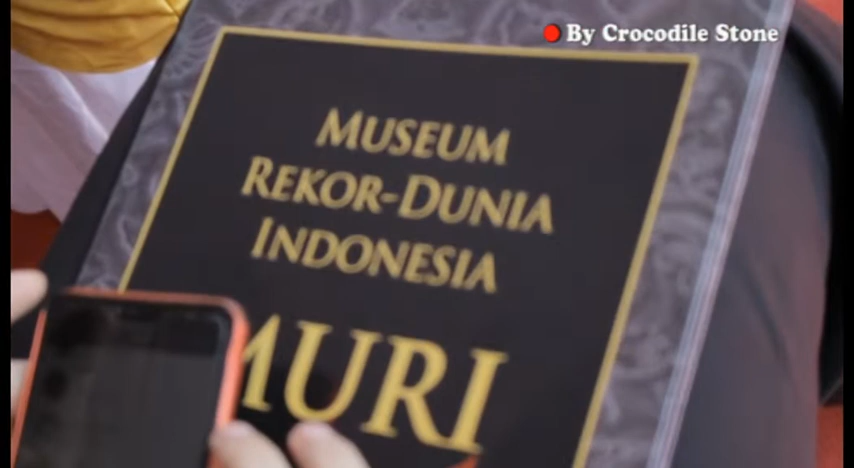 By Crocodile Stone
MUSEUM
REKOR-DUNIA
INDONESIA
MURI